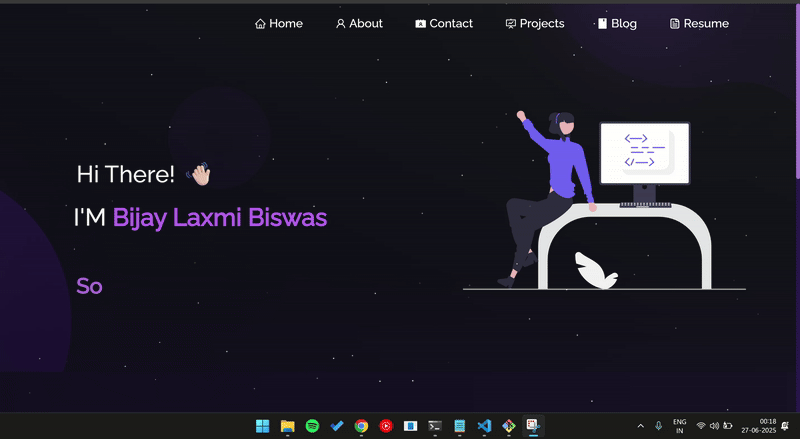 Home About Contact Projects Blog Resume
Hi There!
I'M Bijay Laxmi Biswas
So
ENG 00:18
IN 27-06-2025